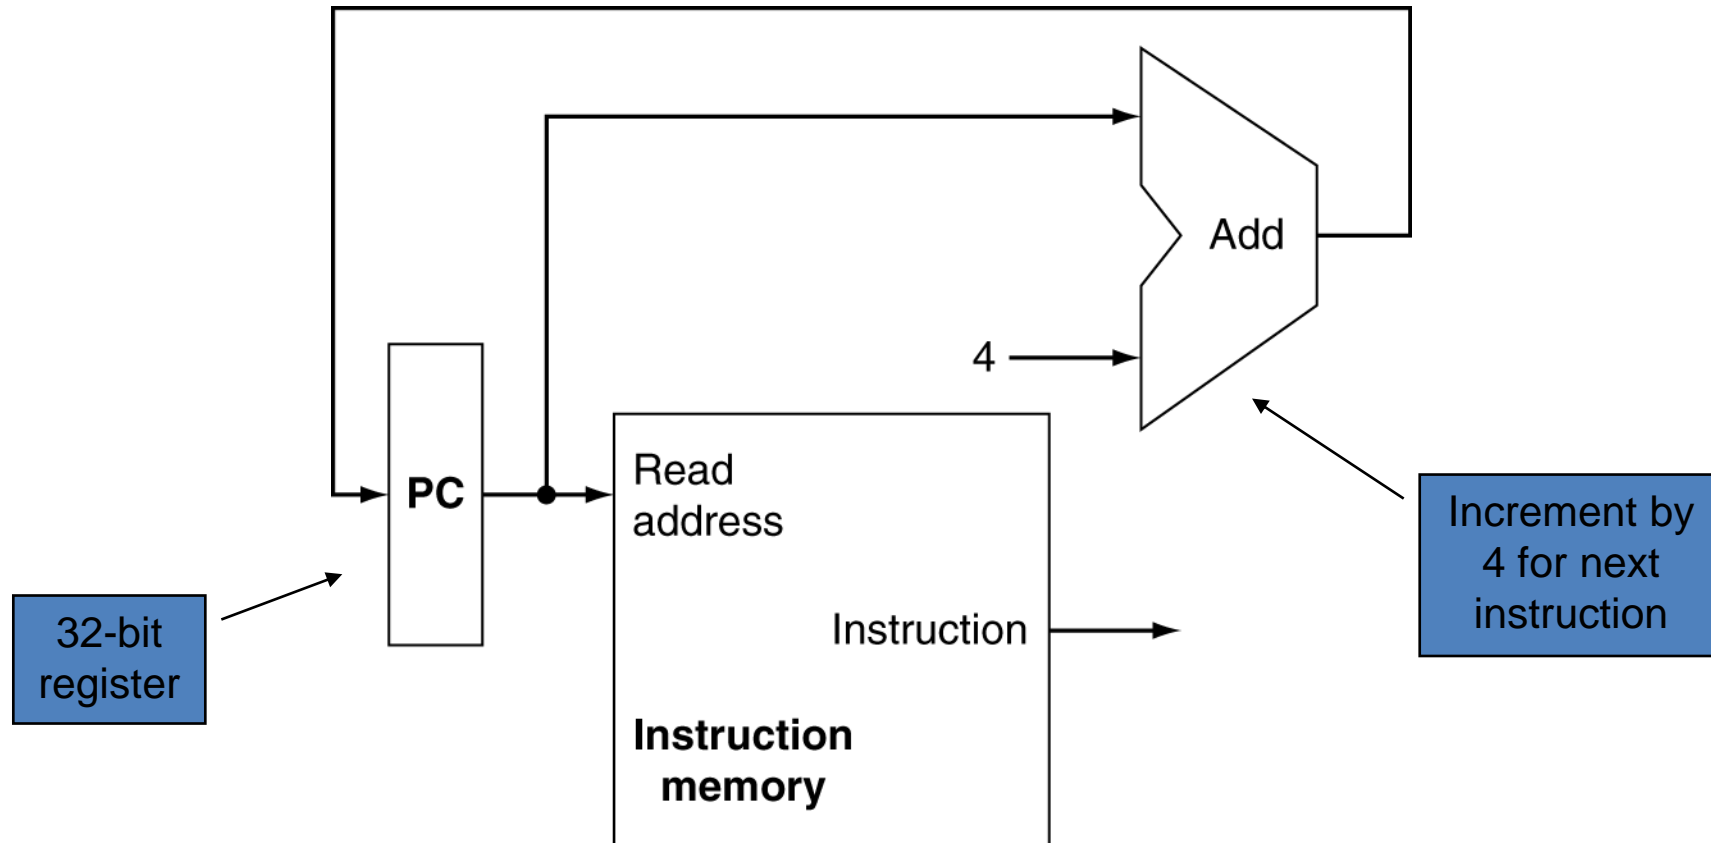 Add
4
PC
Read
address
Instruction
Instruction
memory
32-bit
register
Increment by
4 for next
instruction